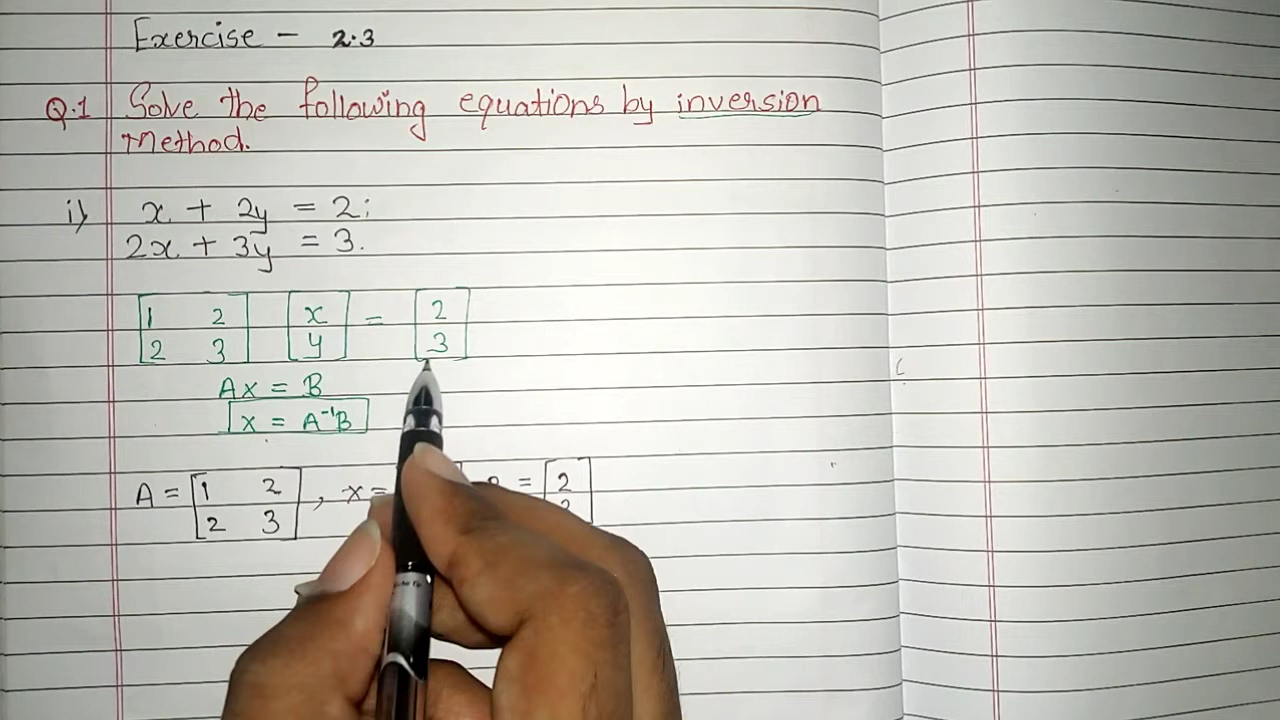 Exercise - 2.3
Q.1 Solve the following equations by inversion
Method.
i) x + 2y = 2;
2x + 3y = 3.
[1 2] [x] = [2]
[2 3] [y] [3]
AX = B
X = A⁻¹B
A = [1 2], x = = [2]
[2 3]